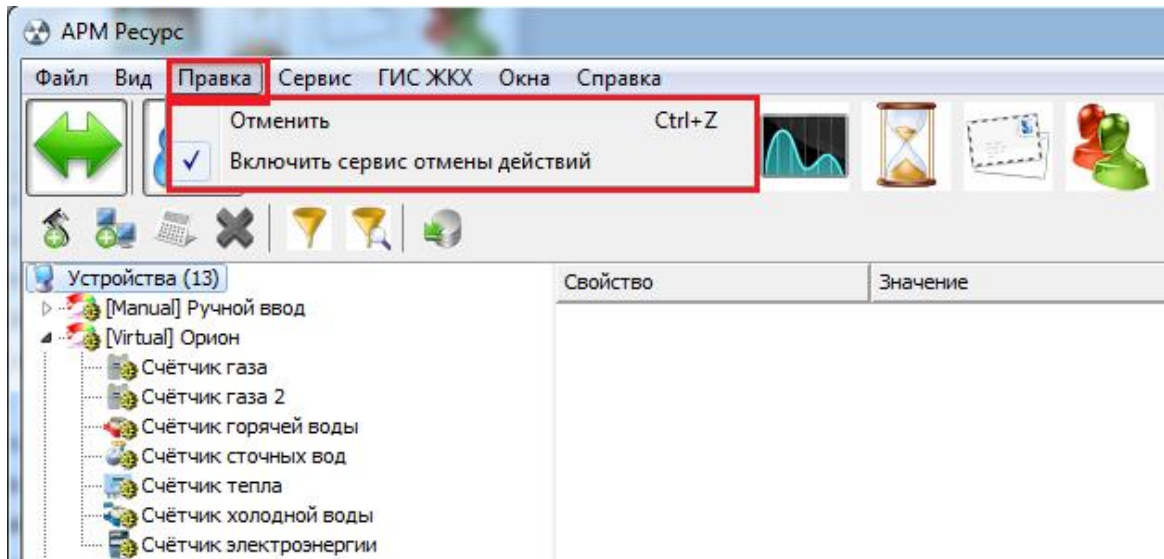 АРМ Ресурс
Файл Вид Правка Сервис ГИС ЖКХ Окна Справка
Отменить Ctrl+Z
Включить сервис отмены действий
Устройства (13)
Свойство Значение
[Manual] Ручной ввод
[Virtual] Орион
Счётчик газа
Счётчик газа 2
Счётчик горячей воды
Счётчик сточных вод
Счётчик тепла
Счётчик холодной воды
Счётчик электроэнергии